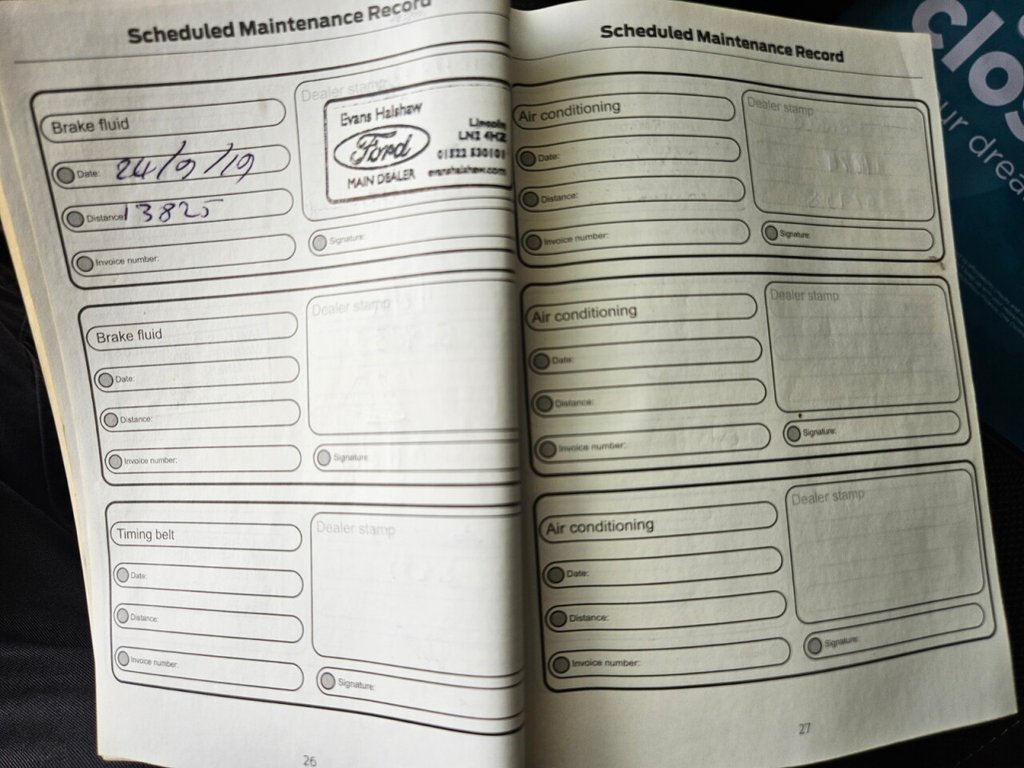 Scheduled Maintenance Record
Brake fluid
Date: 24/9/19
Distance: 13825
Invoice number:
Dealer stamp
Evans Halshaw
Ford
MAIN DEALER
Lincoln
LN2 4HZ
01522 530101
evanshalshaw.com
Signature:
Brake fluid
Date:
Distance:
Invoice number:
Dealer stamp
Signature:
Timing belt
Date:
Distance:
Invoice number:
Dealer stamp
Signature:
26
Scheduled Maintenance Record
Air conditioning
Date:
Distance:
Invoice number:
Dealer stamp
Signature:
Air conditioning
Date:
Distance:
Invoice number:
Dealer stamp
Signature:
Air conditioning
Date:
Distance:
Invoice number:
Dealer stamp
Signature:
27